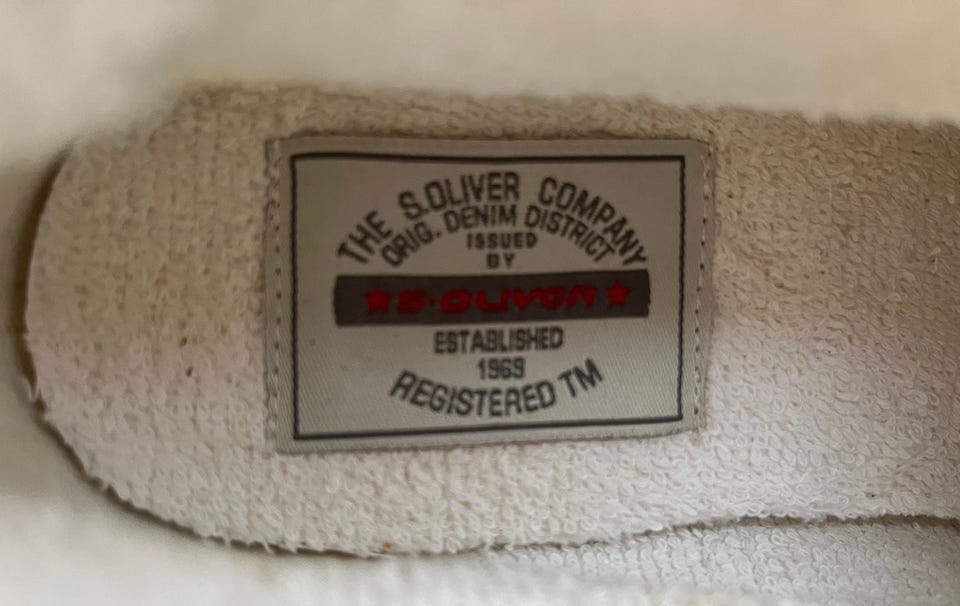 THE S.OLIVER COMPANY
ORIG. DENIM DISTRICT
ISSUED
BY
★S·OLIVER★
ESTABLISHED
1969
REGISTERED TM